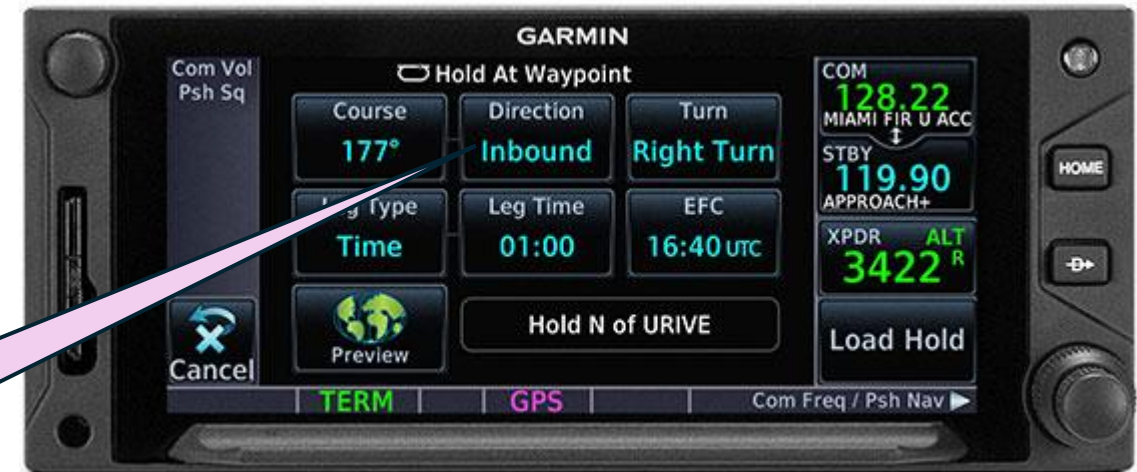 GARMIN
Com Vol
Psh Sq
Hold At Waypoint
Course
177°
Direction
Inbound
Turn
Right Turn
Leg Type
Time
Leg Time
01:00
EFC
16:40 UTC
Preview
Hold N of URIVE
Cancel
COM
128.22
MIAMI FIR U ACC
STBY
119.90
APPROACH+
XPDR ALT
3422 R
Load Hold
HOME
D
TERM
GPS
Com Freq / Psh Nav